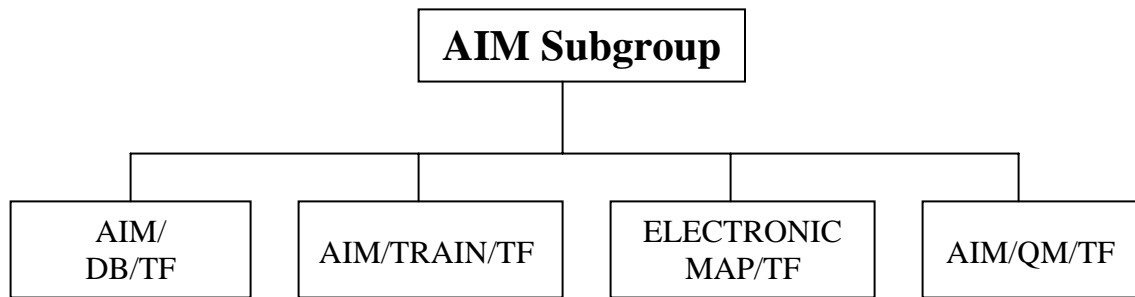 AIM Subgroup
AIM/
DB/TF
AIM/TRAIN/TF
ELECTRONIC
MAP/TF
AIM/QM/TF